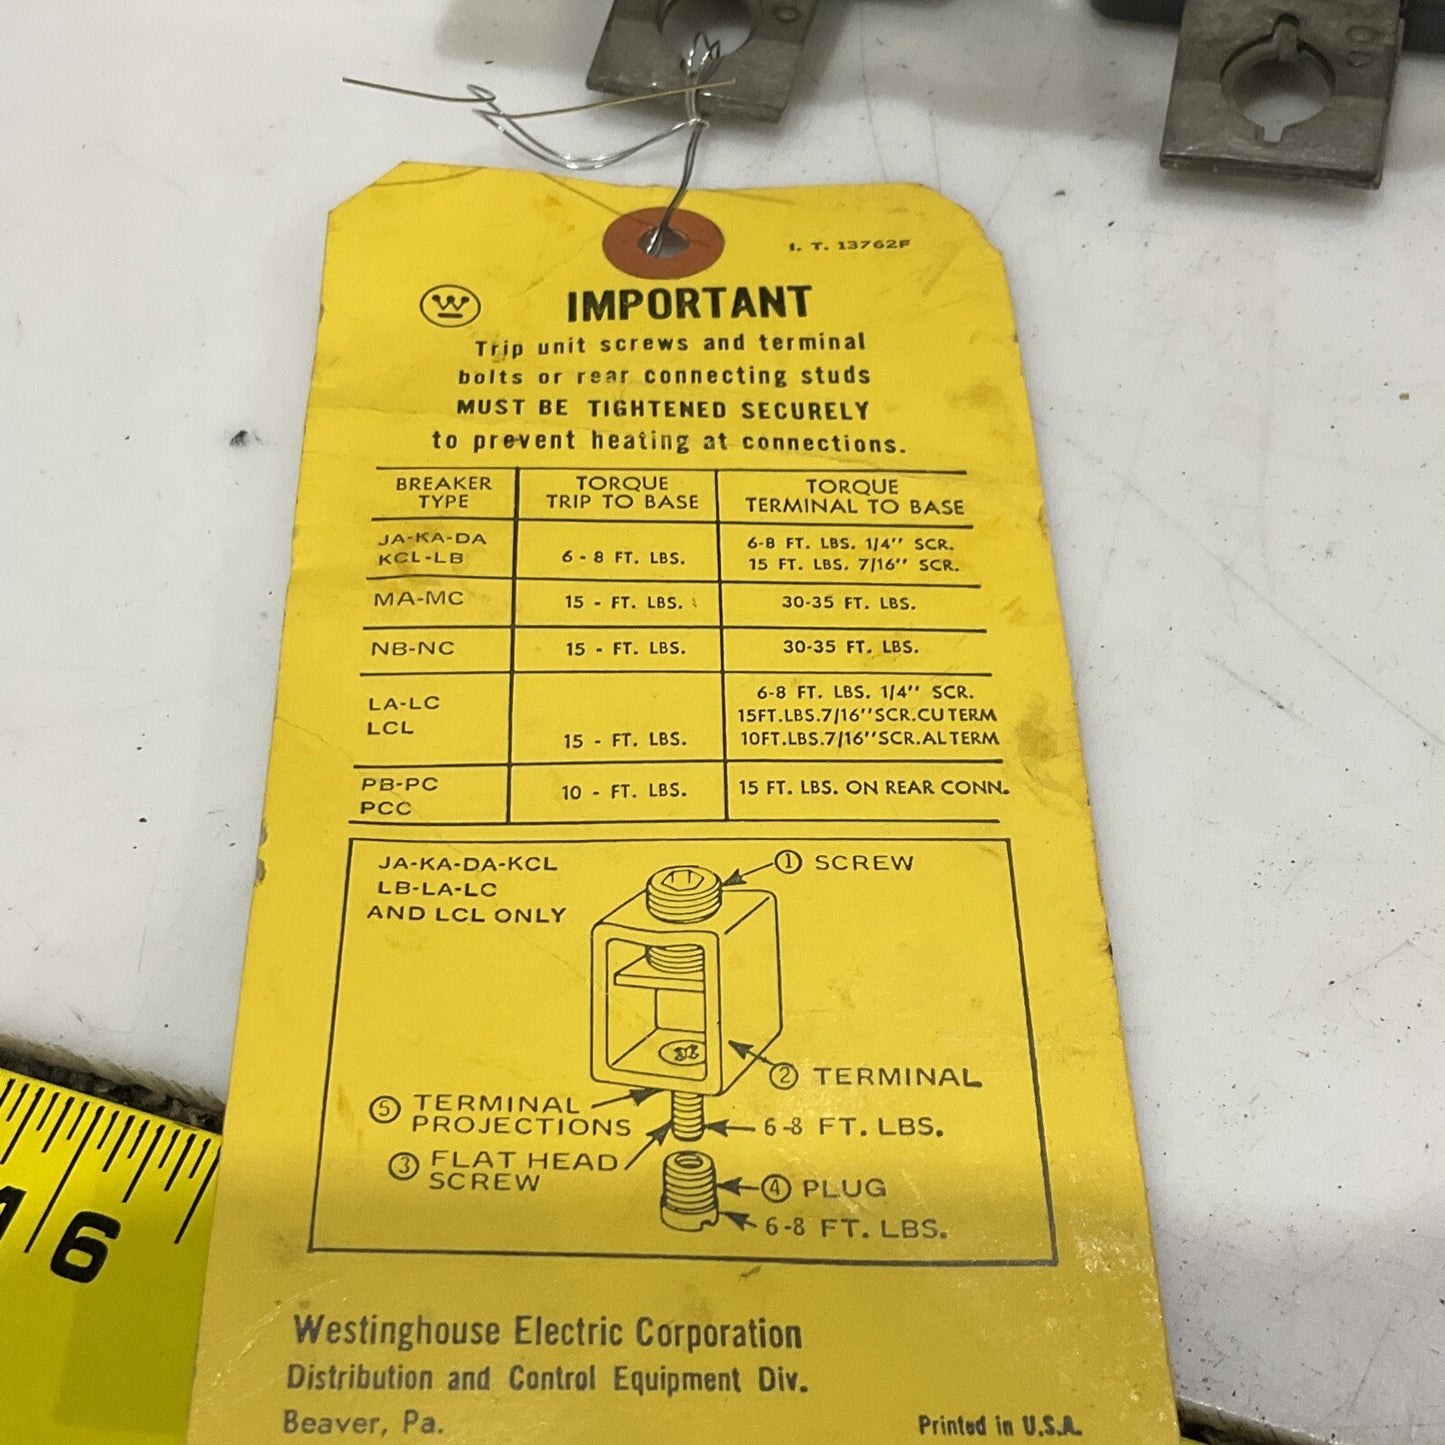 I. T. 13762F
W
IMPORTANT
Trip unit screws and terminal
bolts or rear connecting studs
MUST BE TIGHTENED SECURELY
to prevent heating at connections.
BREAKER TYPE
TORQUE TRIP TO BASE
TORQUE TERMINAL TO BASE
JA-KA-DA
KCL-LB
6 - 8 FT. LBS.
6-8 FT. LBS. 1/4" SCR.
15 FT. LBS. 7/16" SCR.
MA-MC
15 - FT. LBS.
30-35 FT. LBS.
NB-NC
15 - FT. LBS.
30-35 FT. LBS.
LA-LC
LCL
15 - FT. LBS.
6-8 FT. LBS. 1/4" SCR.
15FT.LBS.7/16"SCR.CU TERM
10FT.LBS.7/16"SCR.AL TERM
PB-PC
PCC
10 - FT. LBS.
15 FT. LBS. ON REAR CONN.
JA-KA-DA-KCL
LB-LA-LC
AND LCL ONLY
1 SCREW
2 TERMINAL
5 TERMINAL
PROJECTIONS
6-8 FT. LBS.
3 FLAT HEAD
SCREW
4 PLUG
6-8 FT. LBS.
Westinghouse Electric Corporation
Distribution and Control Equipment Div.
Beaver, Pa.
Printed in U.S.A.
6